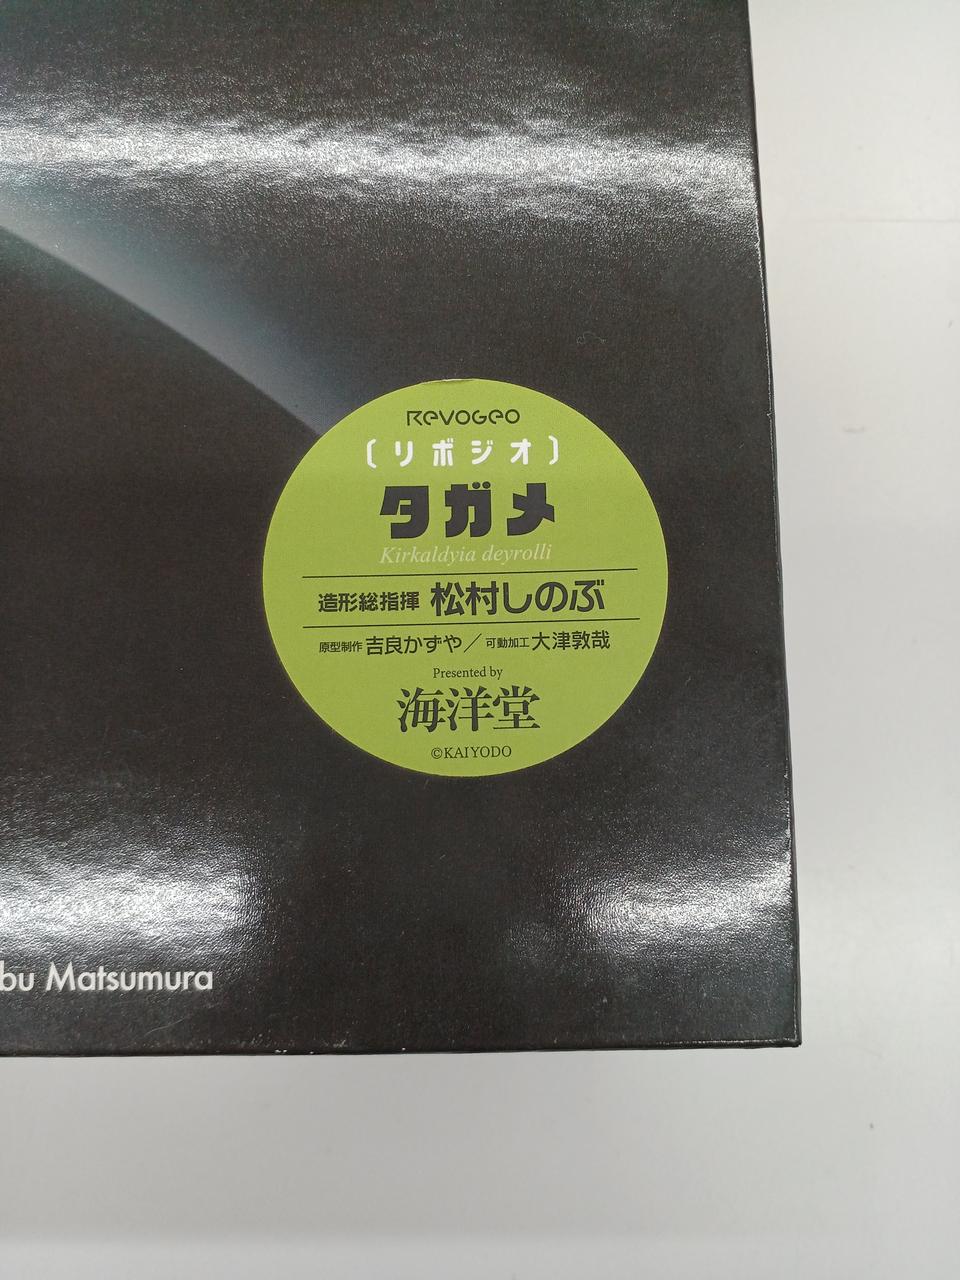 REVOGEO
〔リボジオ〕
タガメ
Kirkaldyia deyrolli
造形総指揮 松村しのぶ
原型制作 吉良かずや／可動加工 大津敦哉
Presented by
海洋堂
©KAIYODO
bu Matsumura